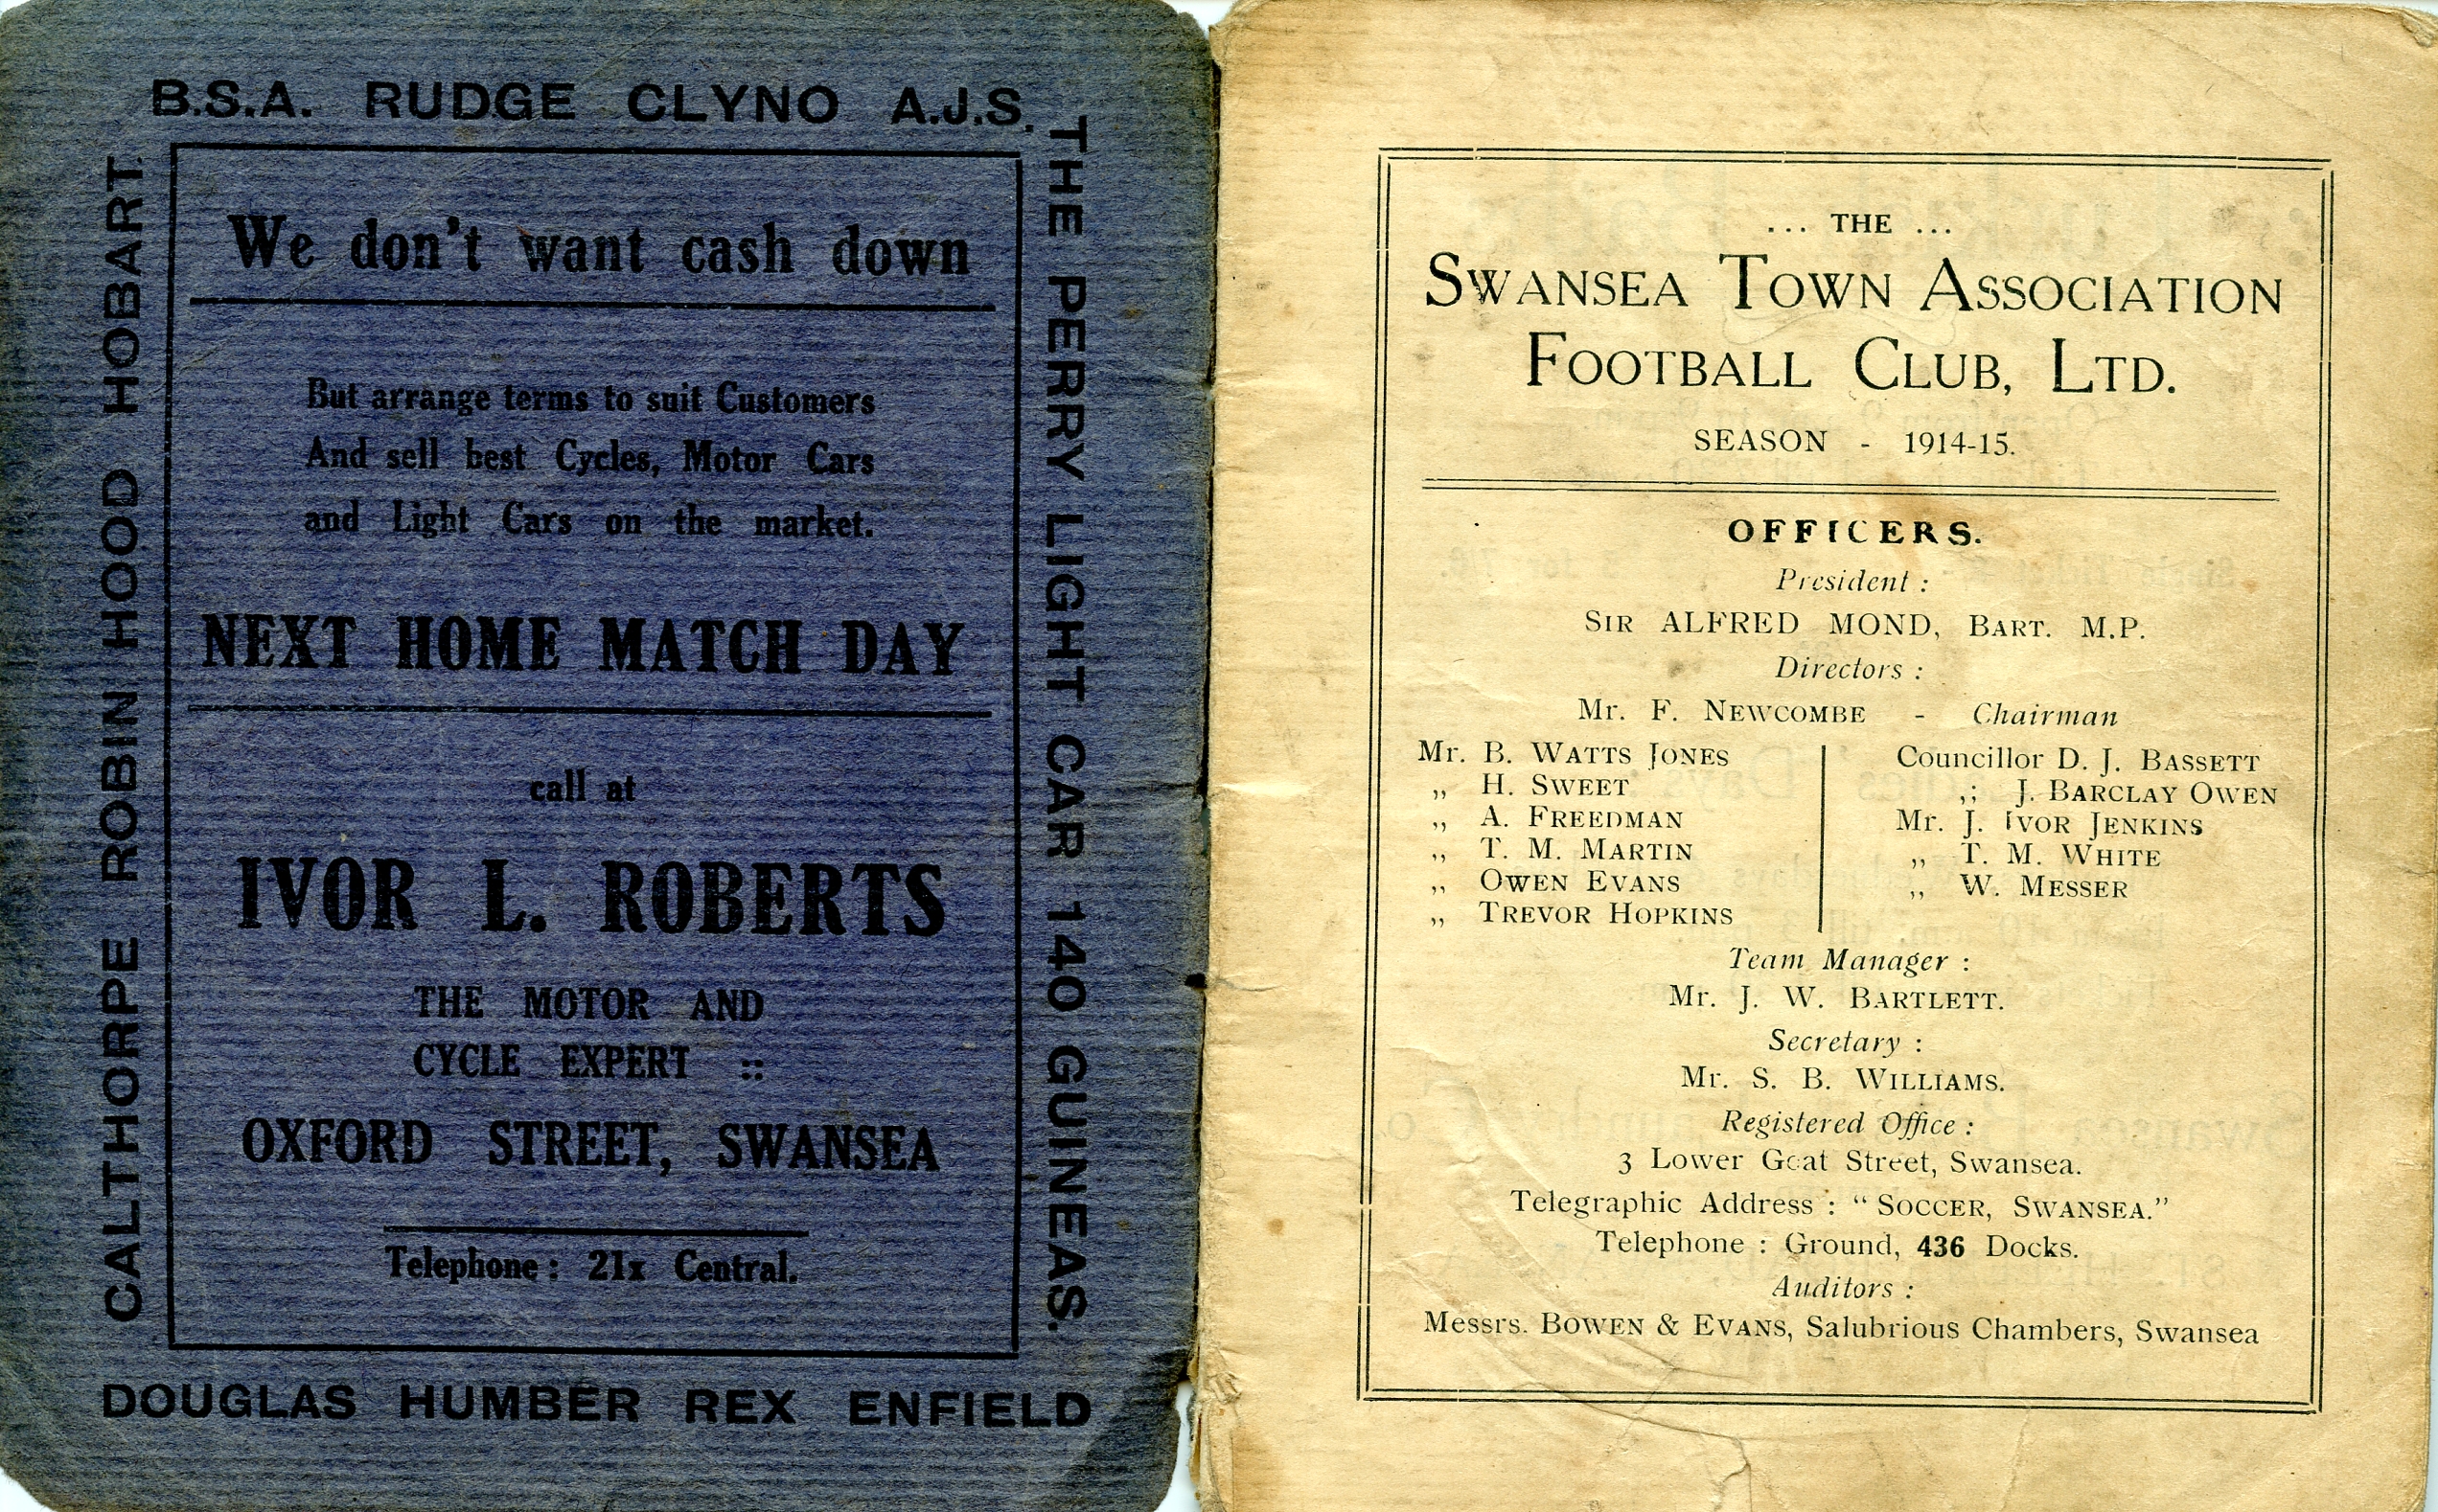 B.S.A. RUDGE CLYNO A.J.S.
THE PERRY LIGHT CAR 140 GUINEAS.
CALTHORPE ROBIN HOOD HOBART.
We don't want cash down
But arrange terms to suit Customers
And sell best Cycles, Motor Cars
and Light Cars on the market.
NEXT HOME MATCH DAY
call at
IVOR L. ROBERTS
THE MOTOR AND
CYCLE EXPERT ::
OXFORD STREET, SWANSEA
Telephone: 21x Central.
DOUGLAS HUMBER REX ENFIELD
... THE ...
SWANSEA TOWN ASSOCIATION
FOOTBALL CLUB, LTD.
SEASON - 1914-15.
OFFICERS.
President :
SIR ALFRED MOND, BART. M.P.
Directors :
Mr. F. NEWCOMBE - Chairman
Mr. B. WATTS JONES
,, H. SWEET
,, A. FREEDMAN
,, T. M. MARTIN
,, OWEN EVANS
,, TREVOR HOPKINS
Councillor D. J. BASSETT
,; J. BARCLAY OWEN
Mr. J. IVOR JENKINS
,, T. M. WHITE
,, W. MESSER
Team Manager :
Mr. J. W. BARTLETT.
Secretary :
Mr. S. B. WILLIAMS.
Registered Office :
3 Lower Goat Street, Swansea.
Telegraphic Address : "SOCCER, SWANSEA."
Telephone : Ground, 436 Docks.
Auditors :
Messrs. BOWEN & EVANS, Salubrious Chambers, Swansea